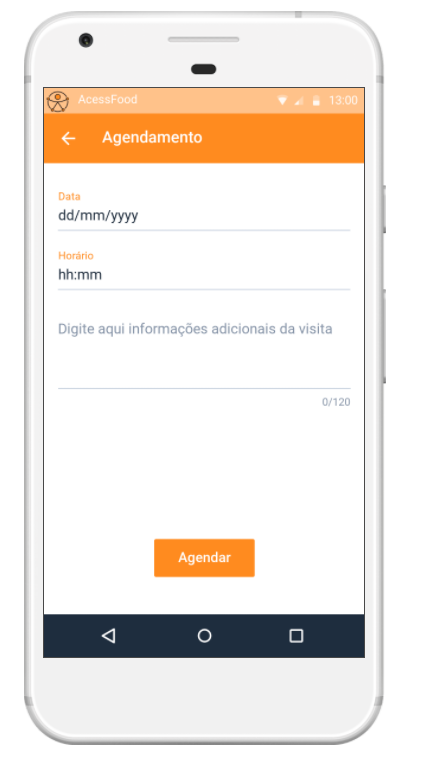 AcessFood 13:00
Agendamento
Data
dd/mm/yyyy
Horário
hh:mm
Digite aqui informações adicionais da visita
0/120
Agendar